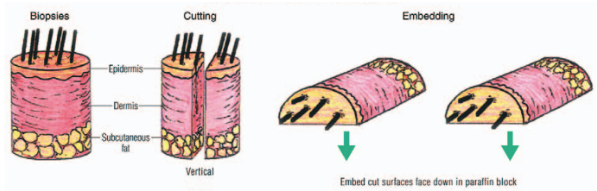 Biopsies
Cutting
Embedding
Epidermis
Dermis
Subcutaneous
fat
Vertical
Embed cut surfaces face down in paraffin block